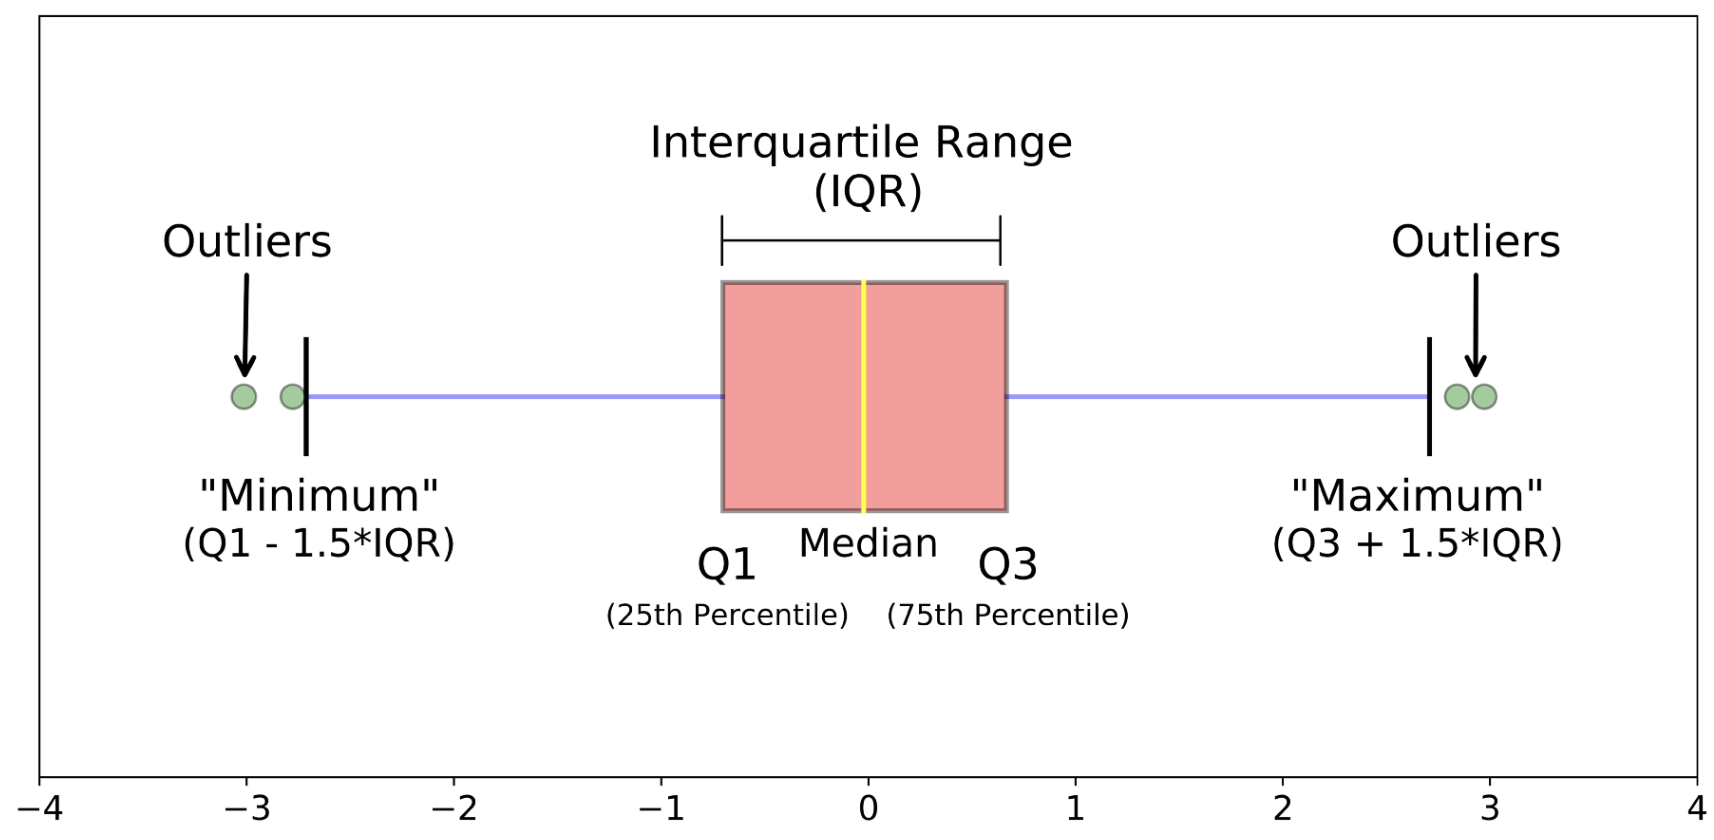 Interquartile Range
(IQR)
Outliers
Outliers
"Minimum"
(Q1 - 1.5*IQR)
"Maximum"
(Q3 + 1.5*IQR)
Median
Q1
Q3
(25th Percentile)
(75th Percentile)
−4 −3 −2 −1 0 1 2 3 4